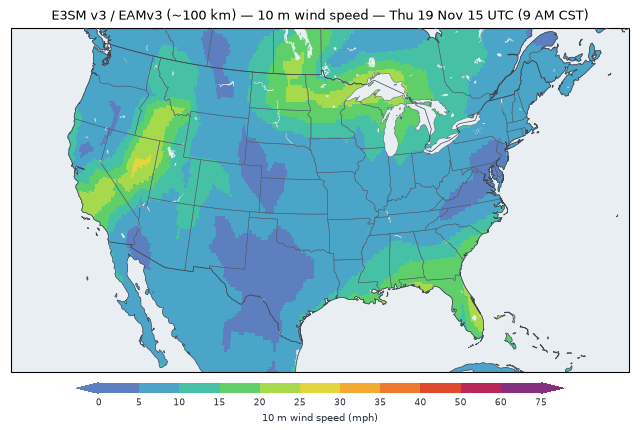 E3SM v3 / EAMv3 (~100 km) — 10 m wind speed — Thu 19 Nov 15 UTC (9 AM CST)
0 5 10 15 20 25 30 35 40 50 60 75
10 m wind speed (mph)